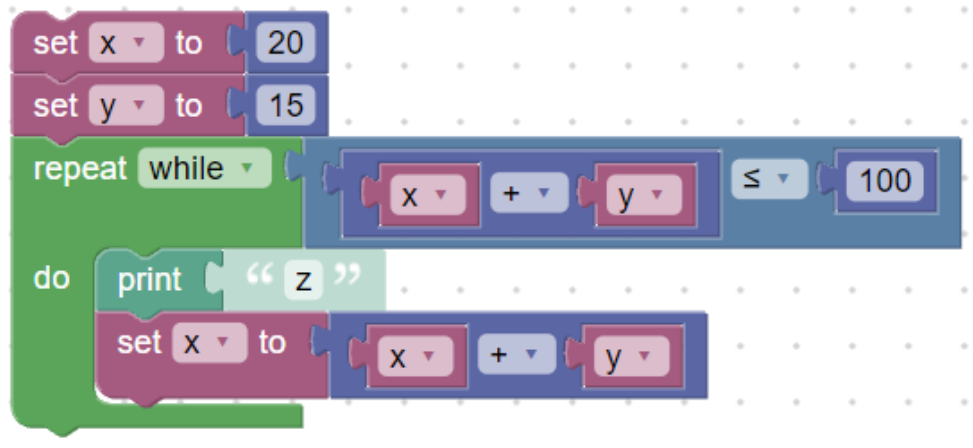 set x to 20
set y to 15
repeat while x + y ≤ 100
do print “ z ”
set x to x + y